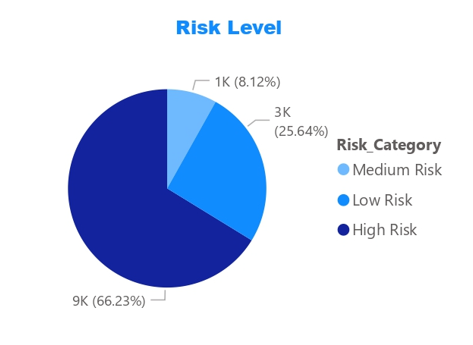 Risk Level
1K (8.12%)
3K
(25.64%)
Risk_Category
Medium Risk
Low Risk
High Risk
9K (66.23%)